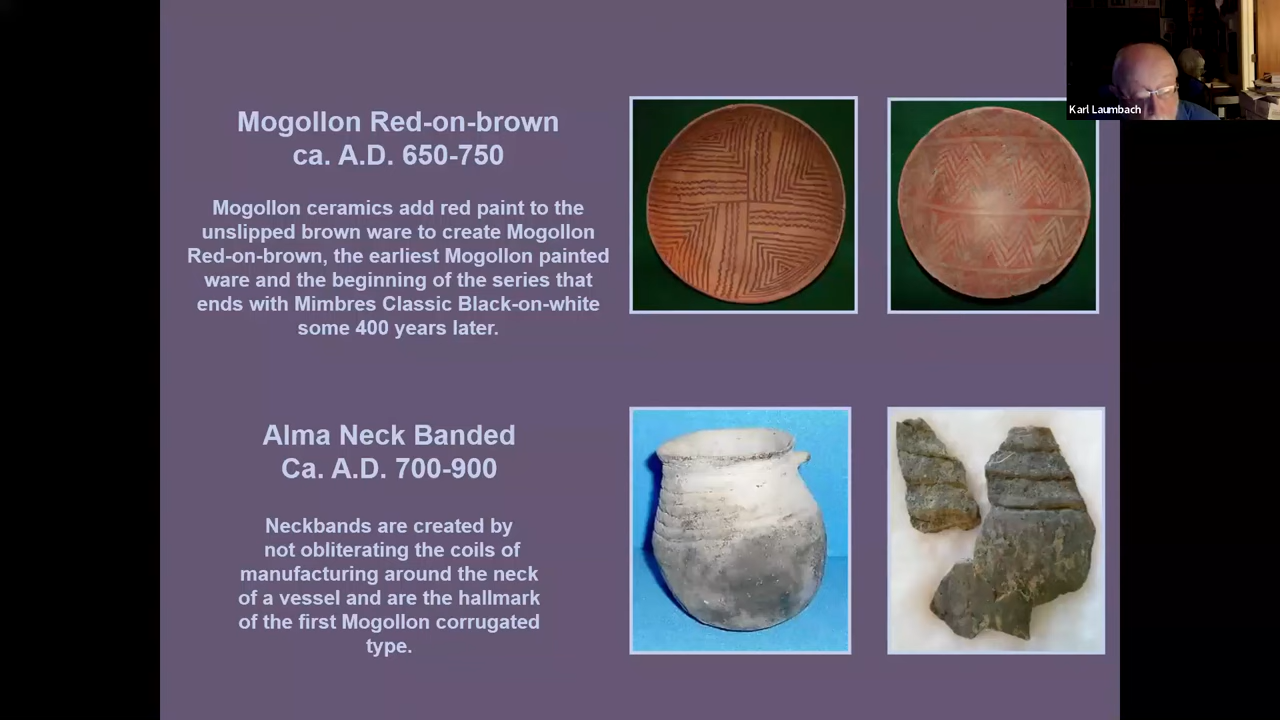 Mogollon Red-on-brown
ca. A.D. 650-750
Mogollon ceramics add red paint to the
unslipped brown ware to create Mogollon
Red-on-brown, the earliest Mogollon painted
ware and the beginning of the series that
ends with Mimbres Classic Black-on-white
some 400 years later.
Alma Neck Banded
Ca. A.D. 700-900
Neckbands are created by
not obliterating the coils of
manufacturing around the neck
of a vessel and are the hallmark
of the first Mogollon corrugated
type.
Karl Laumbach